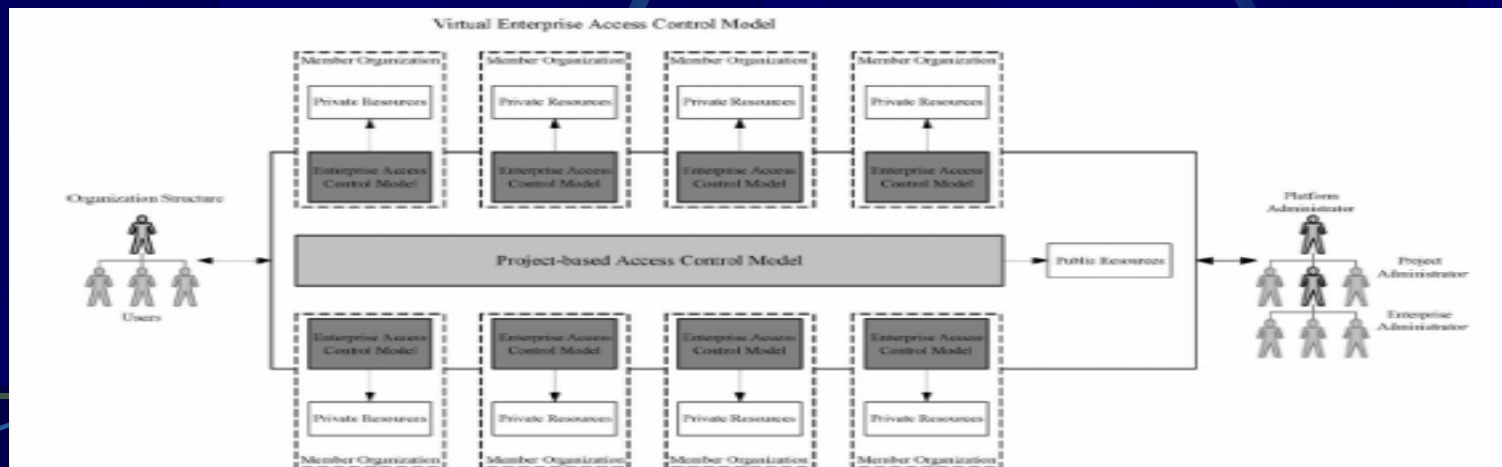 Virtual Enterprise Access Control Model
Member Organization
Member Organization
Member Organization
Member Organization
Private Resources
Private Resources
Private Resources
Private Resources
Enterprise Access
Control Model
Enterprise Access
Control Model
Enterprise Access
Control Model
Enterprise Access
Control Model
Organization Structure
Users
Project-based Access Control Model
Public Resources
Platform
Administrator
Project
Administrator
Enterprise
Administrator
Enterprise Access
Control Model
Enterprise Access
Control Model
Enterprise Access
Control Model
Enterprise Access
Control Model
Private Resources
Private Resources
Private Resources
Private Resources
Member Organization
Member Organization
Member Organization
Member Organization